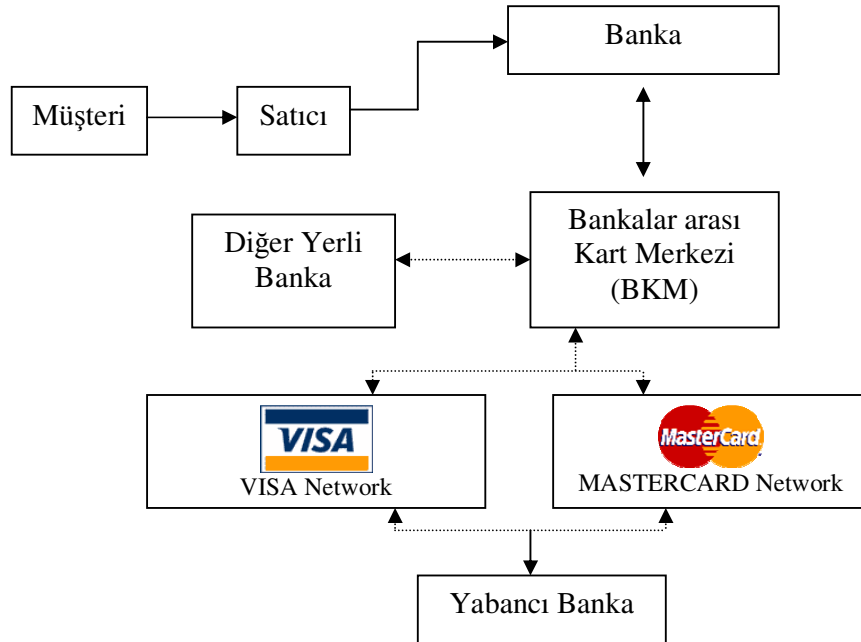 Banka
Müşteri
Satıcı
Bankalar arası
Kart Merkezi
(BKM)
Diğer Yerli
Banka
VISA
VISA Network
MasterCard
MASTERCARD Network
Yabancı Banka